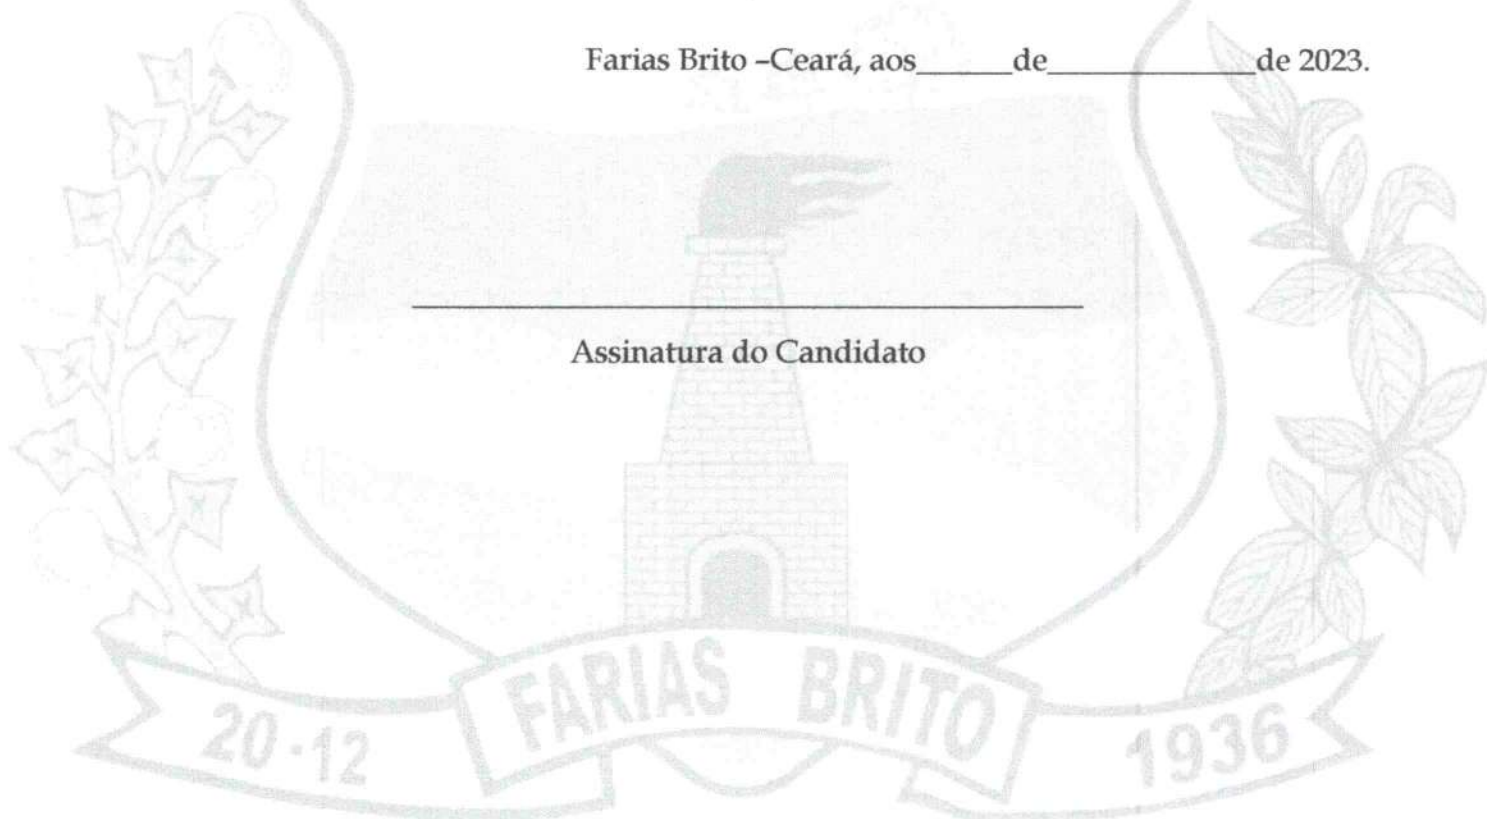 Farias Brito –Ceará, aos______de_____________de 2023.
Assinatura do Candidato
FARIAS BRITO
20-12
1936